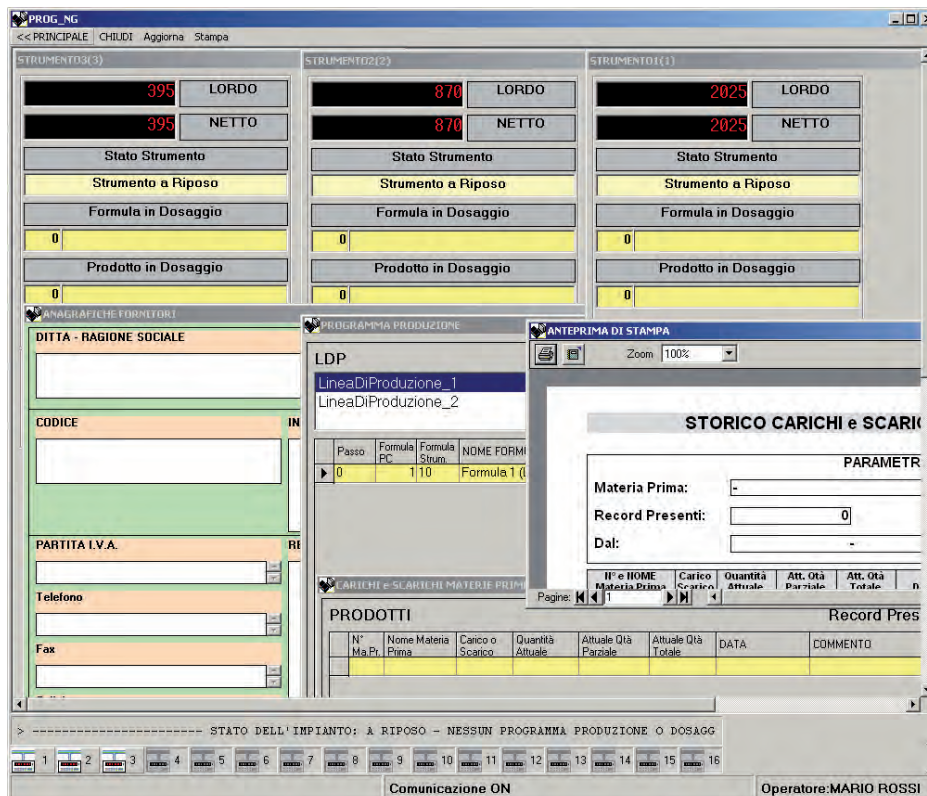 PROG_NG
<< PRINCIPALE CHIUDI Aggiorna Stampa
STRUMENTO3(3)
395 LORDO
395 NETTO
Stato Strumento
Strumento a Riposo
Formula in Dosaggio
0
Prodotto in Dosaggio
0
STRUMENTO2(2)
870 LORDO
870 NETTO
Stato Strumento
Strumento a Riposo
Formula in Dosaggio
0
Prodotto in Dosaggio
0
STRUMENTO1(1)
2025 LORDO
2025 NETTO
Stato Strumento
Strumento a Riposo
Formula in Dosaggio
0
Prodotto in Dosaggio
0
ANAGRAFICHE FORNITORI
DITTA - RAGIONE SOCIALE
CODICE
IN
PARTITA I.V.A.
RE
Telefono
Fax
PROGRAMMA PRODUZIONE
LDP
LineaDiProduzione_1
LineaDiProduzione_2
Passo Formula PC Formula Strum. NOME FORM
0 1 10 Formula 1 (L
ANTEPRIMA DI STAMPA
Zoom 100%
STORICO CARICHI e SCARIC
PARAMETR
Materia Prima: -
Record Presenti: 0
Dal: -
N° e NOME Carico Quantità Att. Qtà Att. Qtà
Materia Prima Scarico Attuale Parziale Totale D
Pagine: 1
CARICHI e SCARICHI MATERIE PRIME
PRODOTTI Record Pres
N° Ma.Pr. Nome Materia Prima Carico o Scarico Quantità Attuale Attuale Qtà Parziale Attuale Qtà Totale DATA COMMENTO
> ---------------------- STATO DELL'IMPIANTO: A RIPOSO - NESSUN PROGRAMMA PRODUZIONE O DOSAGG
1 2 3 4 5 6 7 8 9 10 11 12 13 14 15 16
Comunicazione ON Operatore:MARIO ROSSI